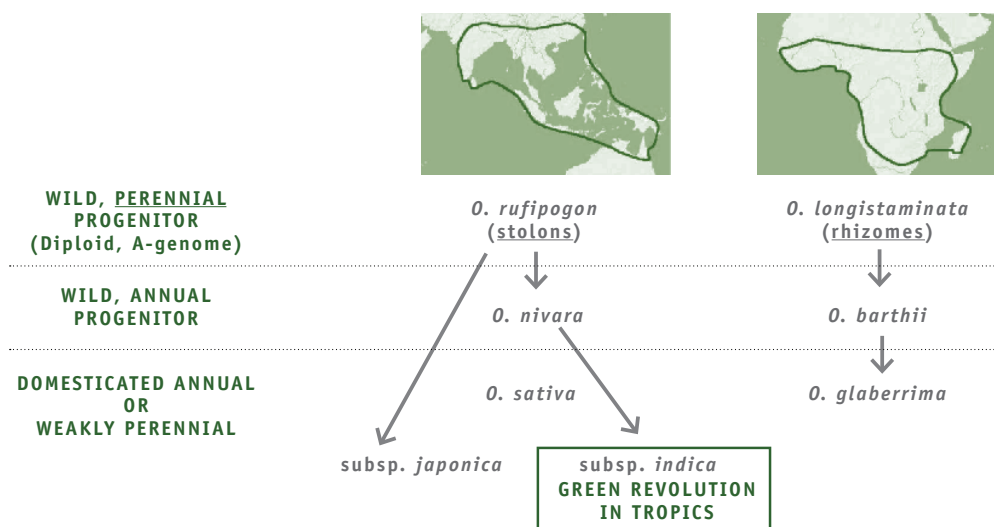 WILD, PERENNIAL
PROGENITOR
(Diploid, A-genome)
O. rufipogon
(stolons)
O. longistaminata
(rhizomes)
WILD, ANNUAL
PROGENITOR
O. nivara
O. barthii
DOMESTICATED ANNUAL
OR
WEAKLY PERENNIAL
O. sativa
O. glaberrima
subsp. japonica
subsp. indica
GREEN REVOLUTION
IN TROPICS